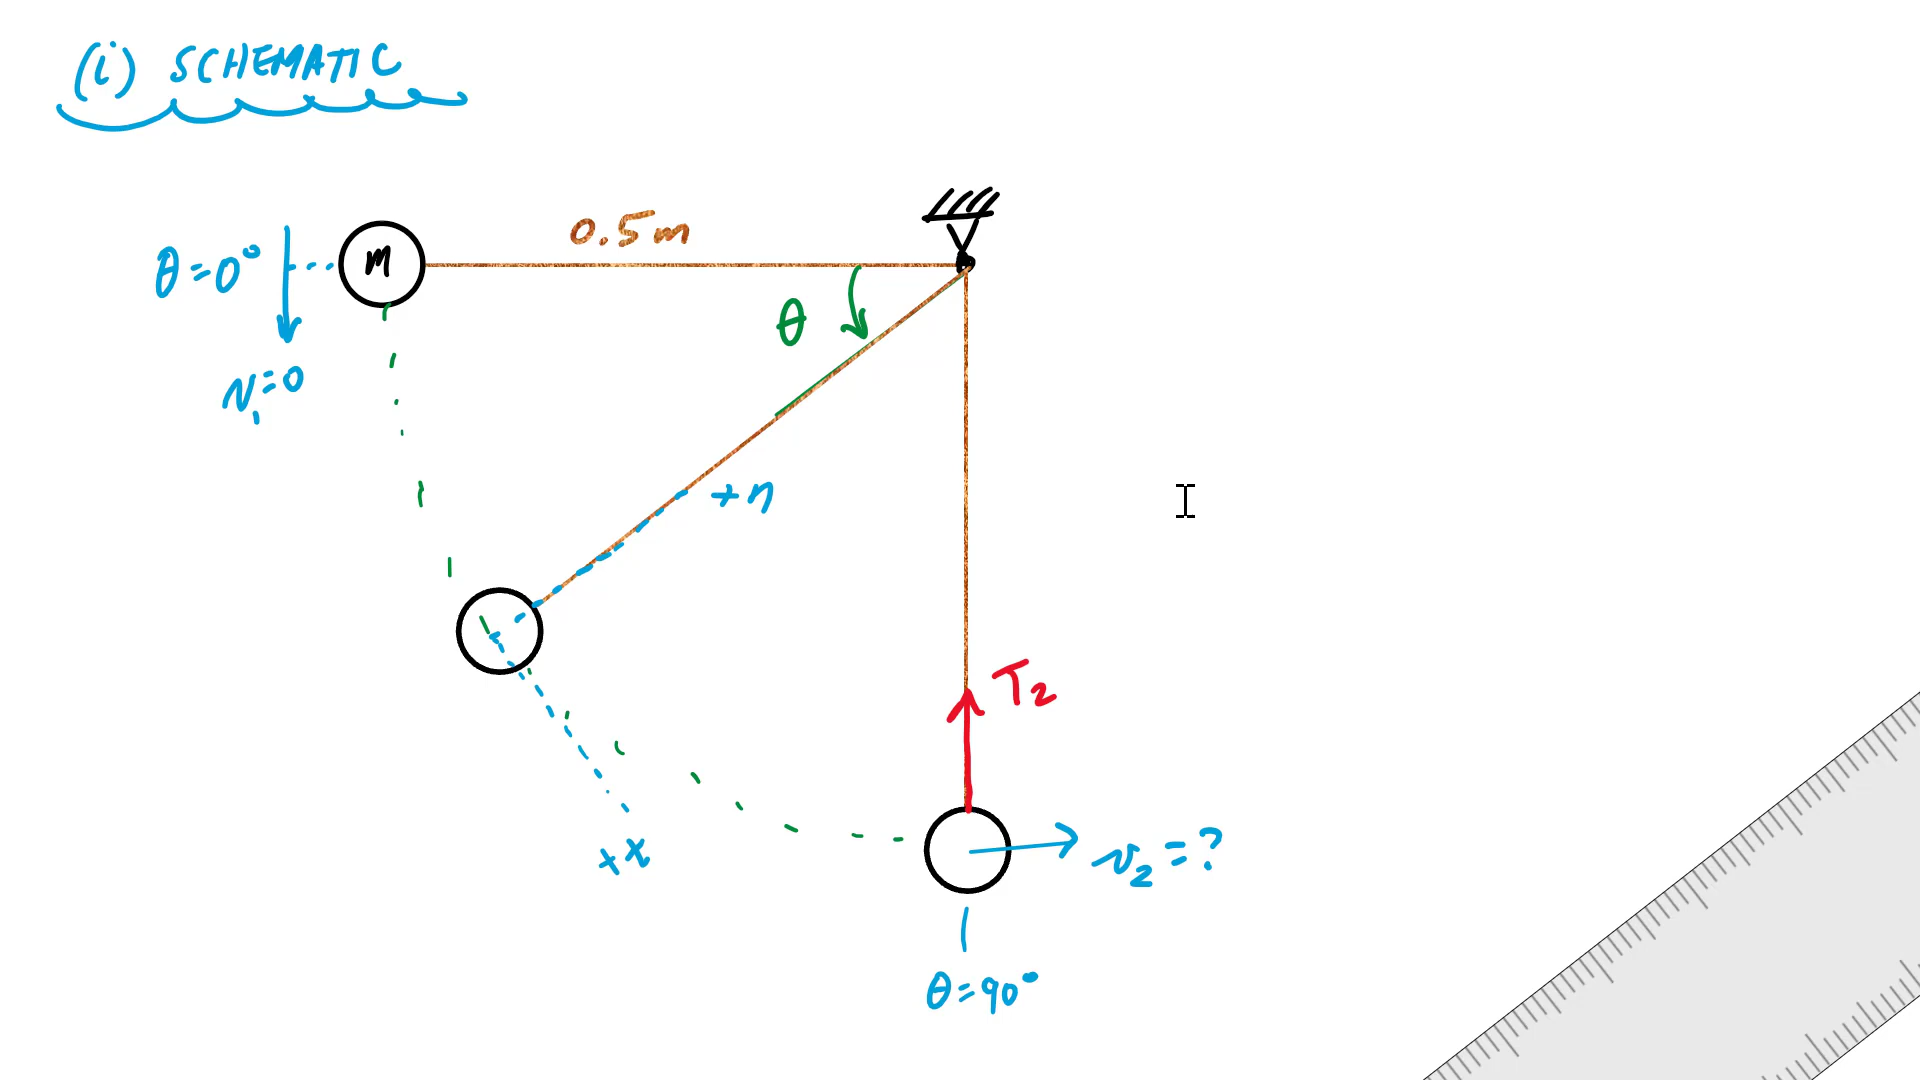 (i) SCHEMATIC
0.5m
m
θ=0°
θ
v₁=0
+n
T₂
+x
v₂=?
θ=90°